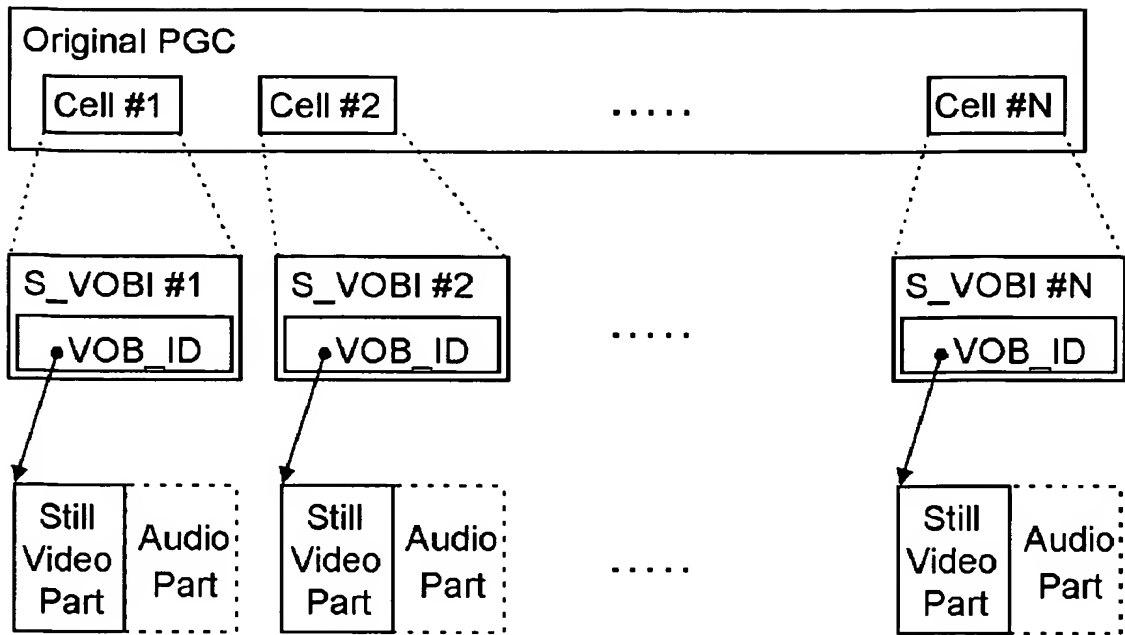 Original PGC
Cell #1 Cell #2 ..... Cell #N
S_VOBI #1 S_VOBI #2 S_VOBI #N
.....
VOB_ID VOB_ID VOB_ID
Still Video Part Audio Part Still Video Part Audio Part ..... Still Video Part Audio Part